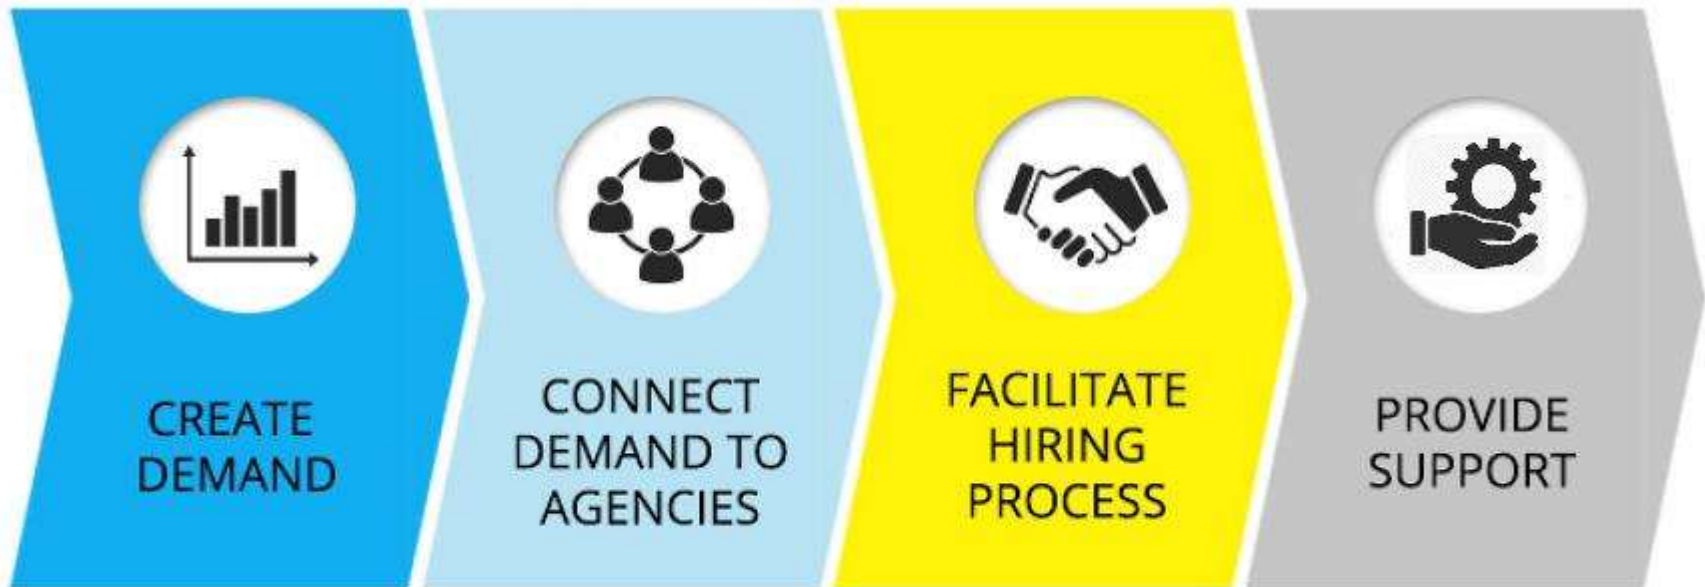 CREATE
DEMAND
CONNECT
DEMAND TO
AGENCIES
FACILITATE
HIRING
PROCESS
PROVIDE
SUPPORT